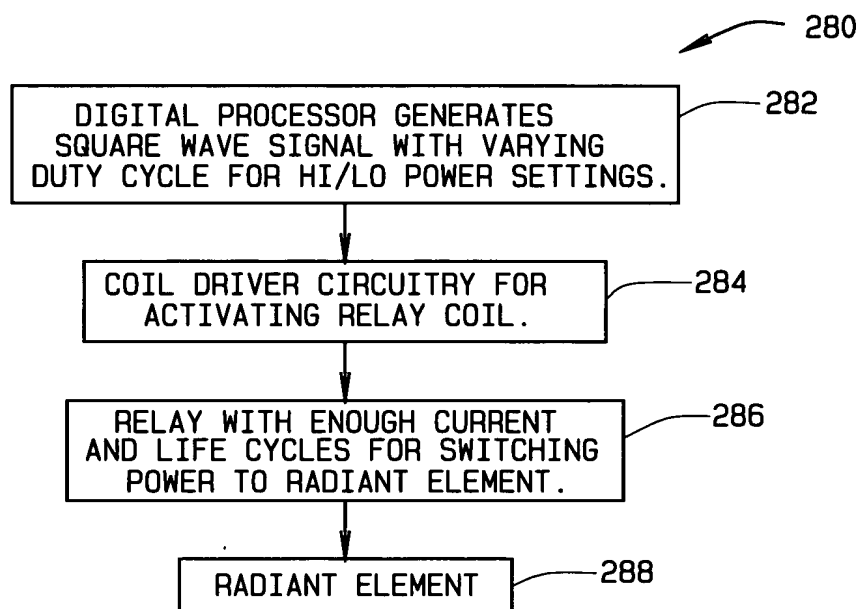 280
DIGITAL PROCESSOR GENERATES
SQUARE WAVE SIGNAL WITH VARYING
DUTY CYCLE FOR HI/LO POWER SETTINGS.
282
COIL DRIVER CIRCUITRY FOR
ACTIVATING RELAY COIL.
284
RELAY WITH ENOUGH CURRENT
AND LIFE CYCLES FOR SWITCHING
POWER TO RADIANT ELEMENT.
286
RADIANT ELEMENT
288